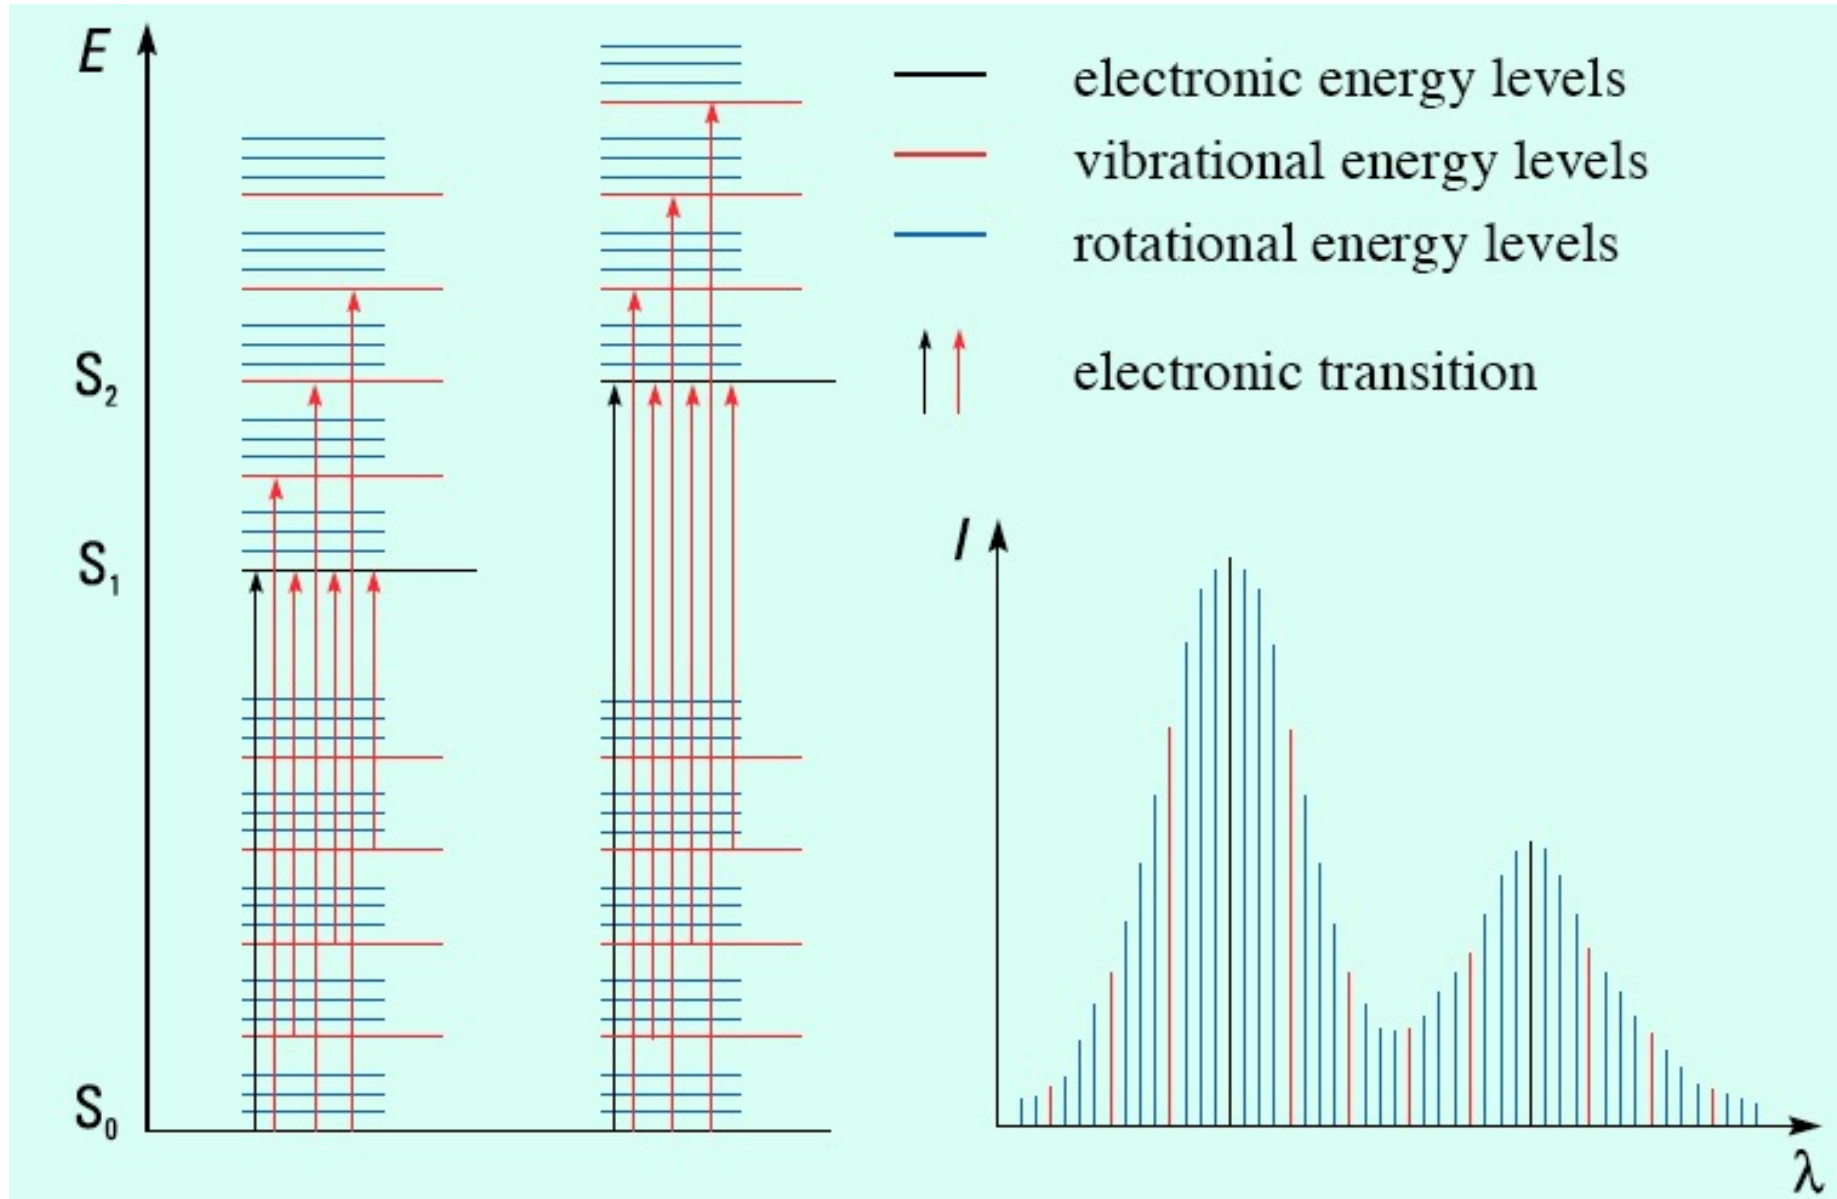 E
S₂
S₁
S₀
electronic energy levels
vibrational energy levels
rotational energy levels
electronic transition
I
λ